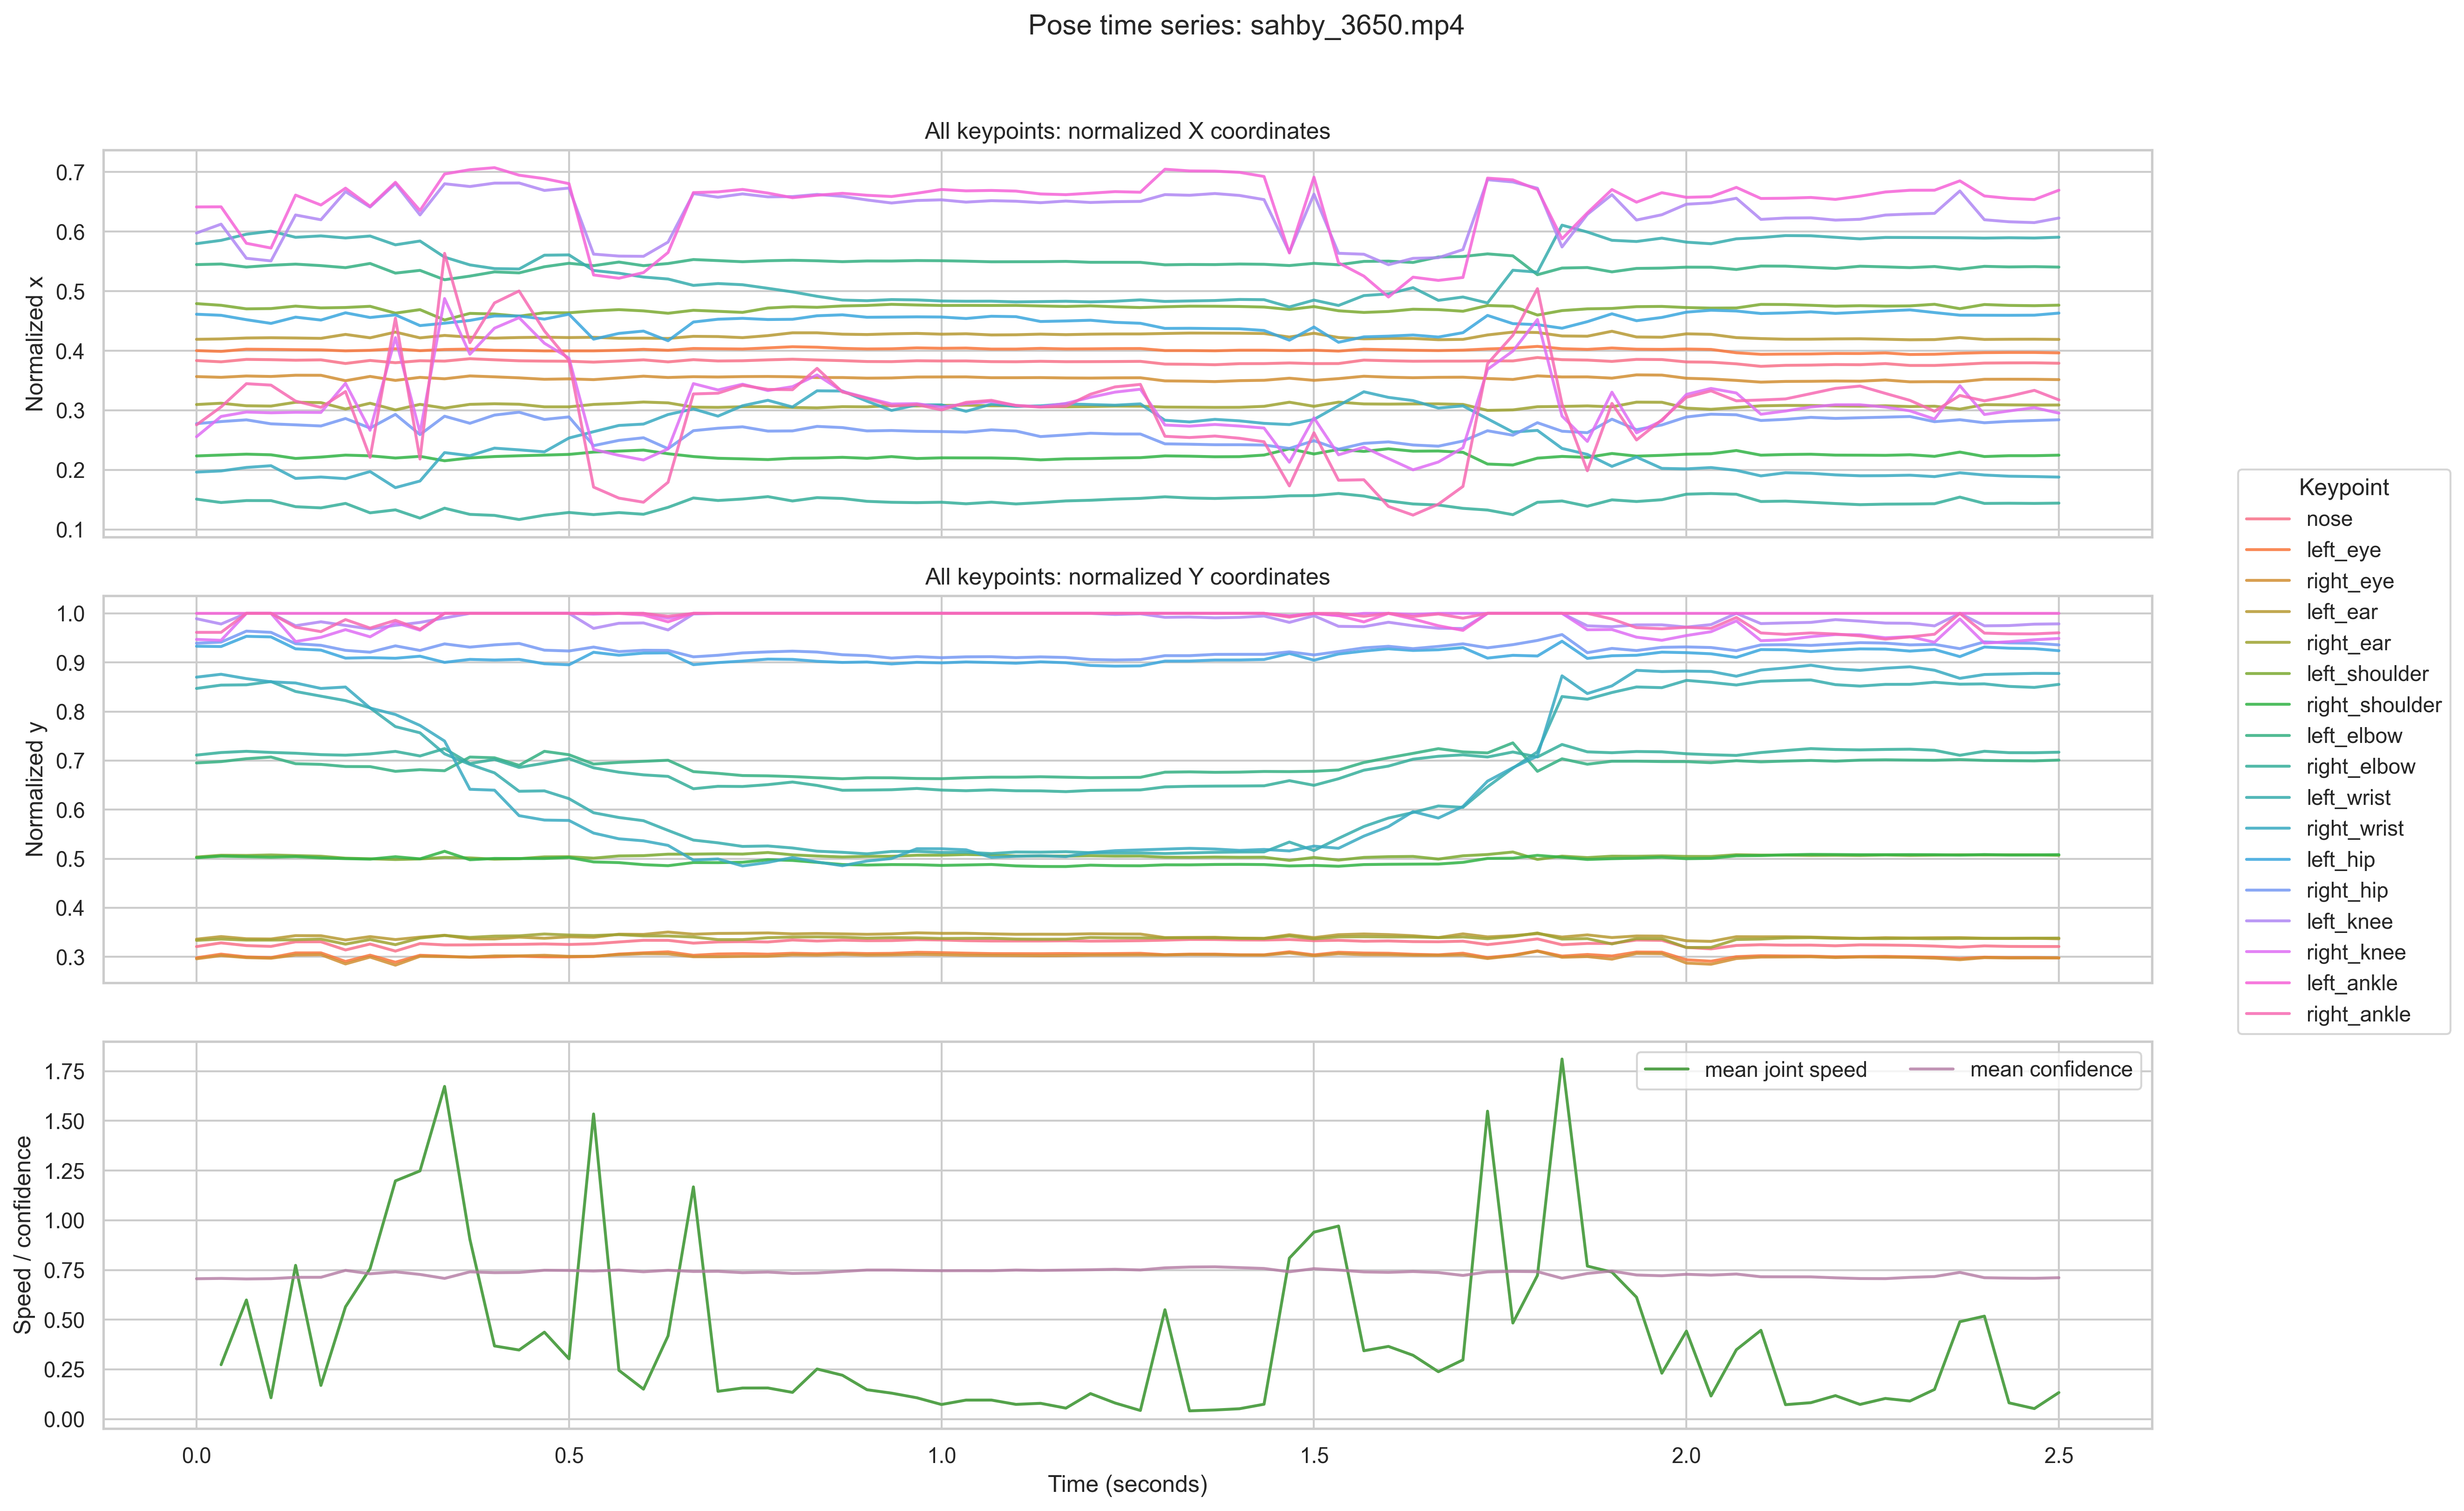 Pose time series: sahby_3650.mp4
All keypoints: normalized X coordinates
Normalized x
0.7
0.6
0.5
0.4
0.3
0.2
0.1
All keypoints: normalized Y coordinates
Normalized y
1.0
0.9
0.8
0.7
0.6
0.5
0.4
0.3
Keypoint
nose
left_eye
right_eye
left_ear
right_ear
left_shoulder
right_shoulder
left_elbow
right_elbow
left_wrist
right_wrist
left_hip
right_hip
left_knee
right_knee
left_ankle
right_ankle
mean joint speed mean confidence
Speed / confidence
1.75
1.50
1.25
1.00
0.75
0.50
0.25
0.00
0.0 0.5 1.0 1.5 2.0 2.5
Time (seconds)